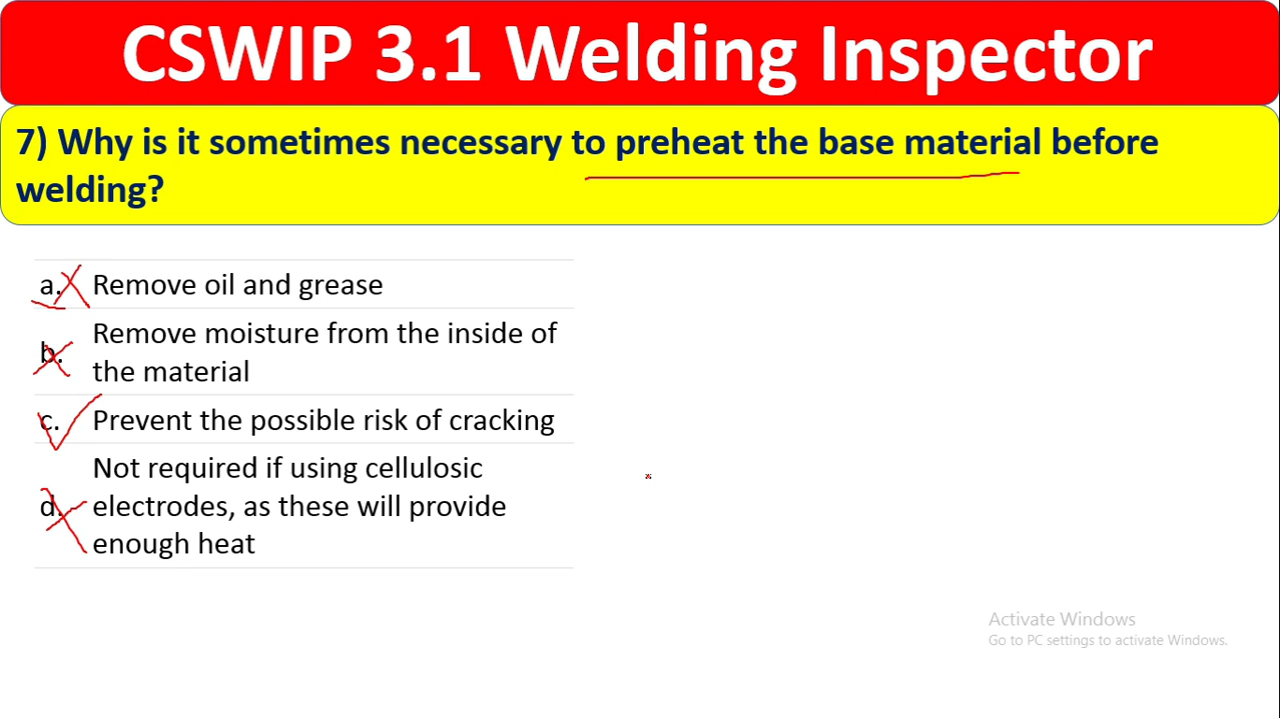 CSWIP 3.1 Welding Inspector
7) Why is it sometimes necessary to preheat the base material before
welding?
a. Remove oil and grease
Remove moisture from the inside of
b.
the material
c. Prevent the possible risk of cracking
Not required if using cellulosic
d. electrodes, as these will provide
enough heat
Activate Windows
Go to PC settings to activate Windows.